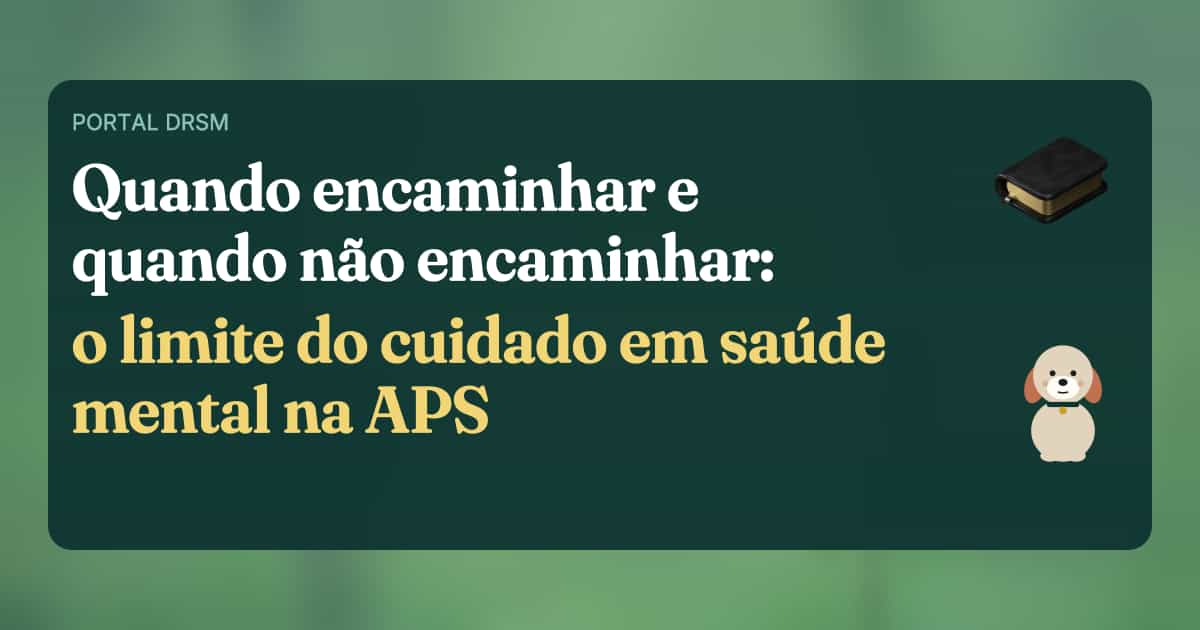 PORTAL DRSM
Quando encaminhar e
quando não encaminhar:
o limite do cuidado em saúde
mental na APS